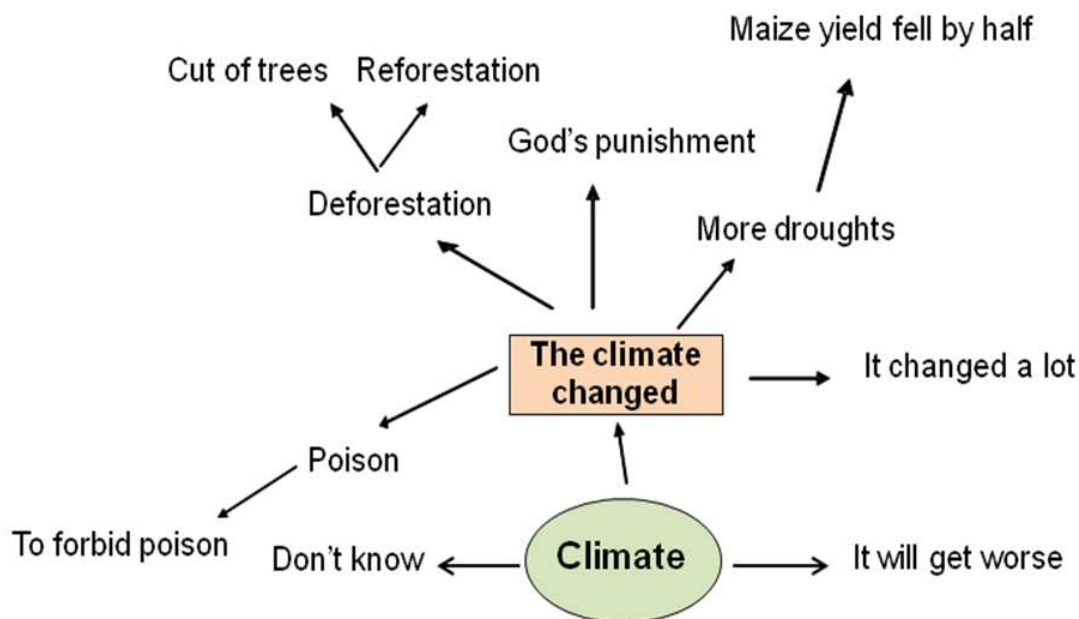 Maize yield fell by half
Cut of trees
Reforestation
God's punishment
Deforestation
More droughts
The climate
changed
It changed a lot
Poison
To forbid poison
Don't know
Climate
It will get worse